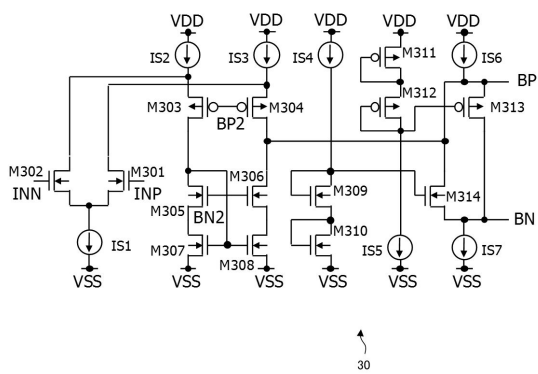 VDD VDD VDD VDD VDD
IS2 IS3 IS4 M311 IS6
M312 BP
M303 M304 M313
BP2
M302 M301 M306
INN INP M309 M314
M305 BN2 BN
IS1 M307 M308 M310 IS5 IS7
VSS VSS VSS VSS VSS VSS
30